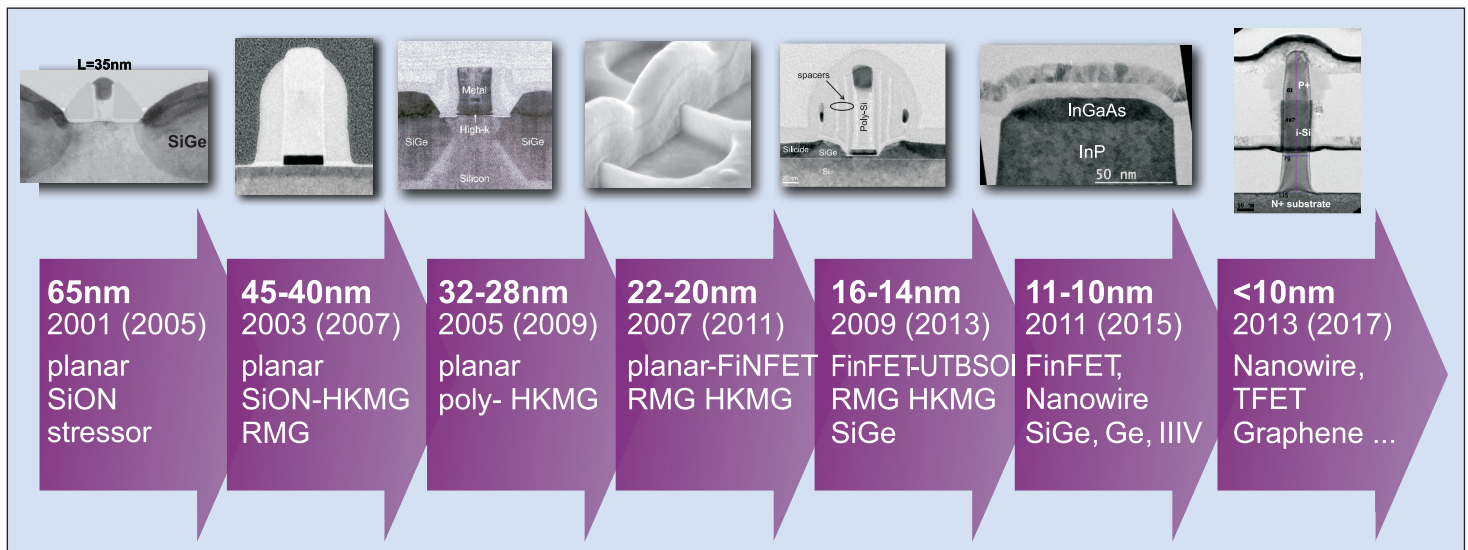 L=35nm
SiGe
Metal
High-k
SiGe
SiGe
Silicon
spacers
Poly-Si
Silicide
SiGe
Si
20 nm
InGaAs
InP
50 nm
P+
i-Si
N+ substrate
65nm
2001 (2005)
planar
SiON
stressor
45-40nm
2003 (2007)
planar
SiON-HKMG
RMG
32-28nm
2005 (2009)
planar
poly- HKMG
22-20nm
2007 (2011)
planar-FiNFET
RMG HKMG
16-14nm
2009 (2013)
FinFET-UTBSOI
RMG HKMG
SiGe
11-10nm
2011 (2015)
FinFET,
Nanowire
SiGe, Ge, IIIV
<10nm
2013 (2017)
Nanowire,
TFET
Graphene ...